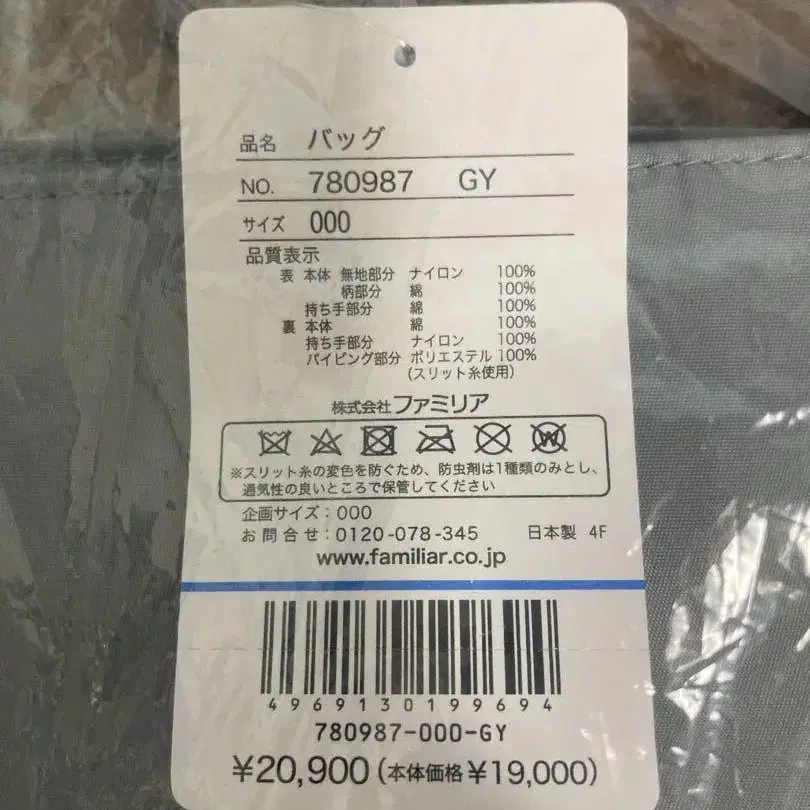 品名 バッグ
NO. 780987 GY
サイズ 000
品質表示
表 本体 無地部分 ナイロン 100%
柄部分 綿 100%
持ち手部分 綿 100%
裏 本体 綿 100%
持ち手部分 ナイロン 100%
パイピング部分 ポリエステル 100%
(スリット糸使用)
株式会社 ファミリア
W
※スリット糸の変色を防ぐため、防虫剤は1種類のみとし、
通気性の良いところで保管してください
企画サイズ:000
お問合せ:0120-078-345 日本製 4F
www.familiar.co.jp
4969130199694
780987-000-GY
¥20,900(本体価格¥19,000)